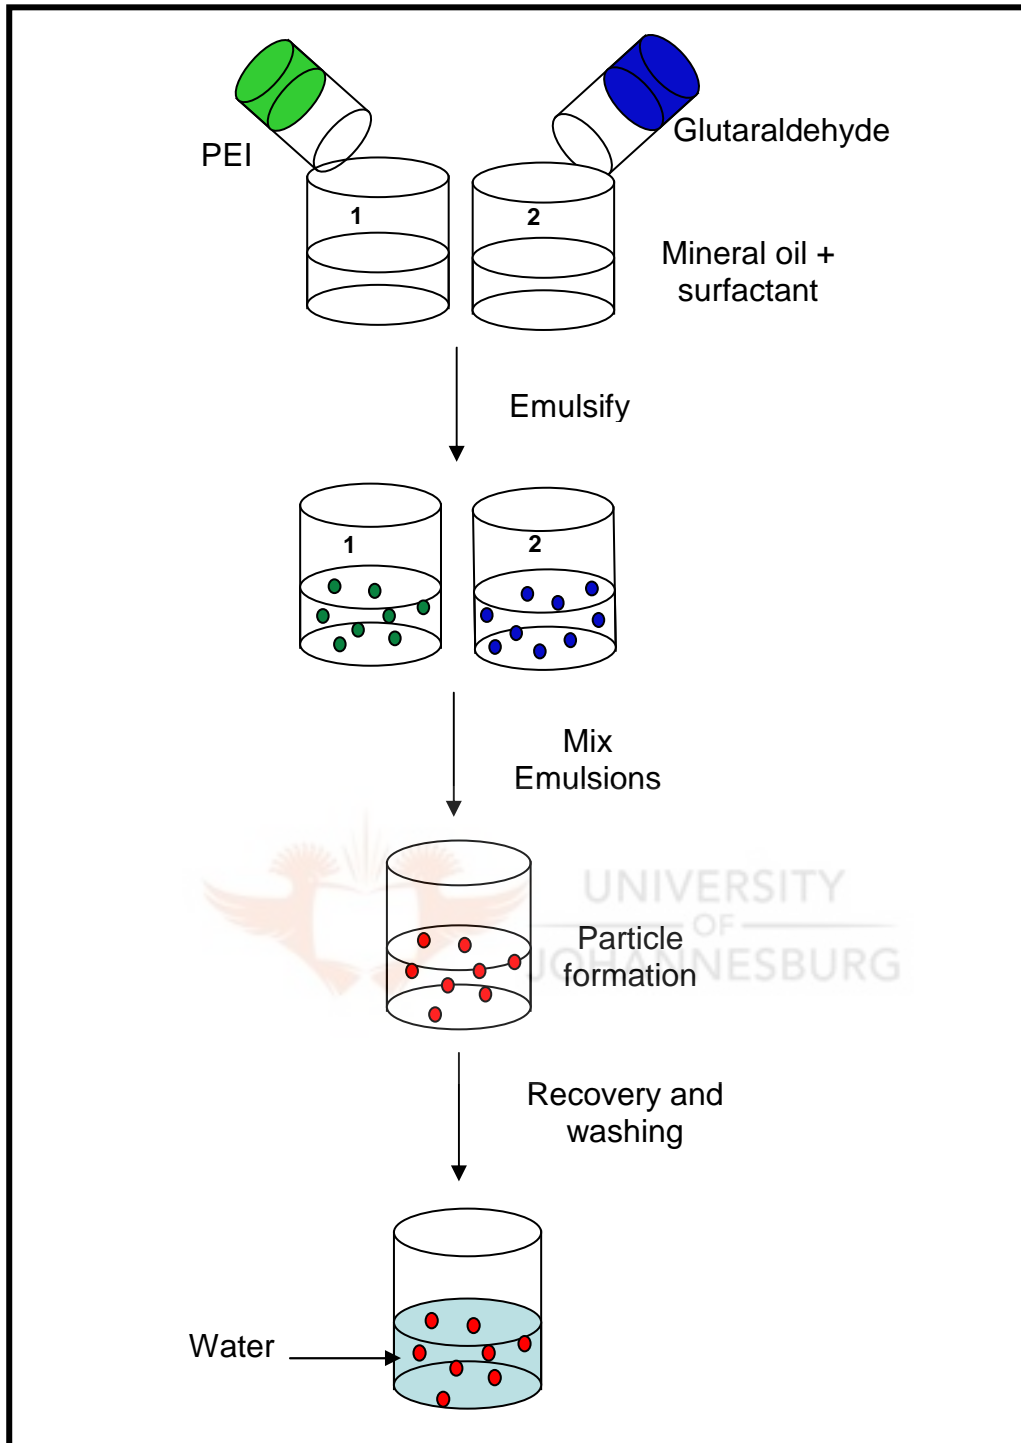 PEI
Glutaraldehyde
1
2
Mineral oil +
surfactant
Emulsify
1
2
Mix
Emulsions
UNIVERSITY
OF
JOHANNESBURG
Particle
formation
Recovery and
washing
Water